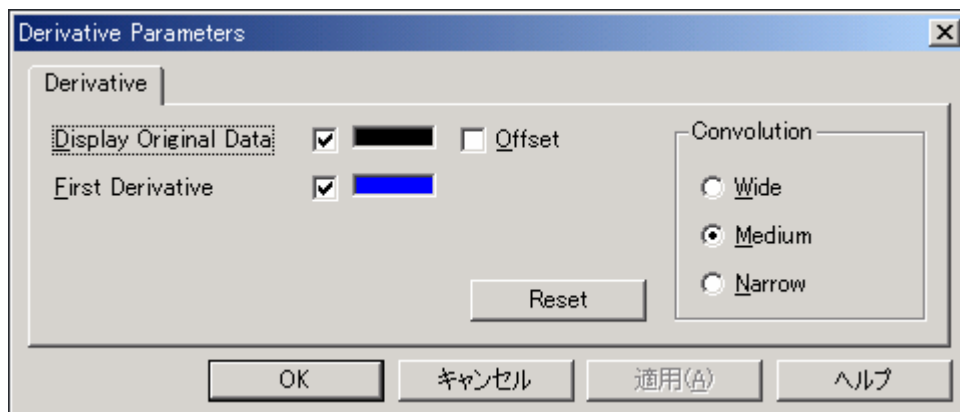 Derivative Parameters
Derivative
Display Original Data Offset
First Derivative
Convolution
Wide
Medium
Narrow
Reset
OK キャンセル 適用(A) ヘルプ